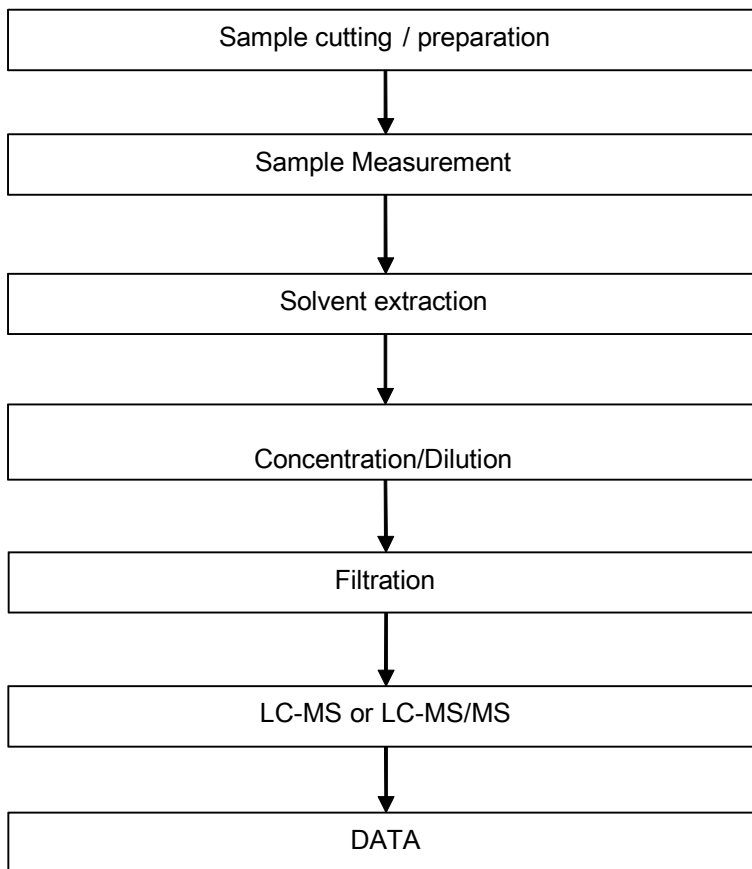 Sample cutting / preparation
Sample Measurement
Solvent extraction
Concentration/Dilution
Filtration
LC-MS or LC-MS/MS
DATA